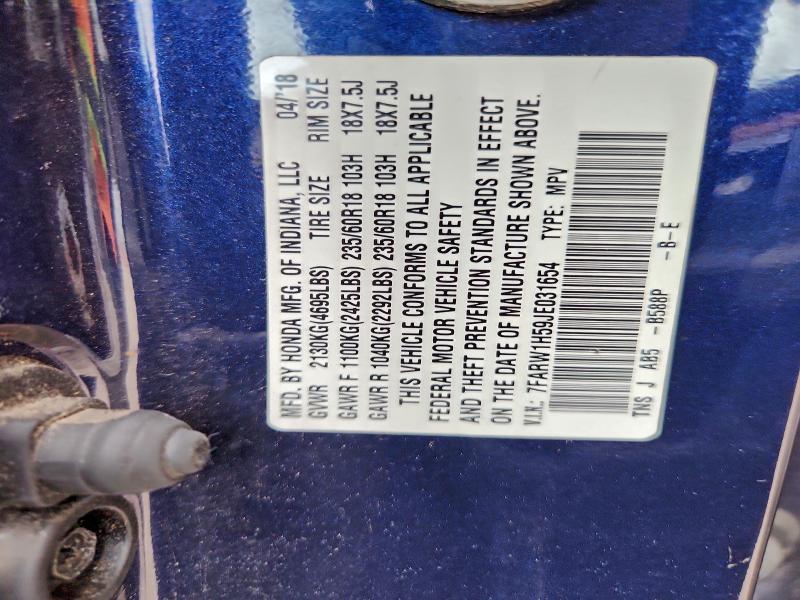 MFD. BY HONDA MFG. OF INDIANA, LLC 04/18
GVWR 2130KG(4695LBS) TIRE SIZE RIM SIZE
GAWR F 1100KG(2425LBS) 235/60R18 103H 18X7.5J
GAWR R 1040KG(2292LBS) 235/60R18 103H 18X7.5J
THIS VEHICLE CONFORMS TO ALL APPLICABLE
FEDERAL MOTOR VEHICLE SAFETY
AND THEFT PREVENTION STANDARDS IN EFFECT
ON THE DATE OF MANUFACTURE SHOWN ABOVE.
V.I.N.: 7FARW1H59JE031654 TYPE: MPV
TNS J A85 -B588P -B-E